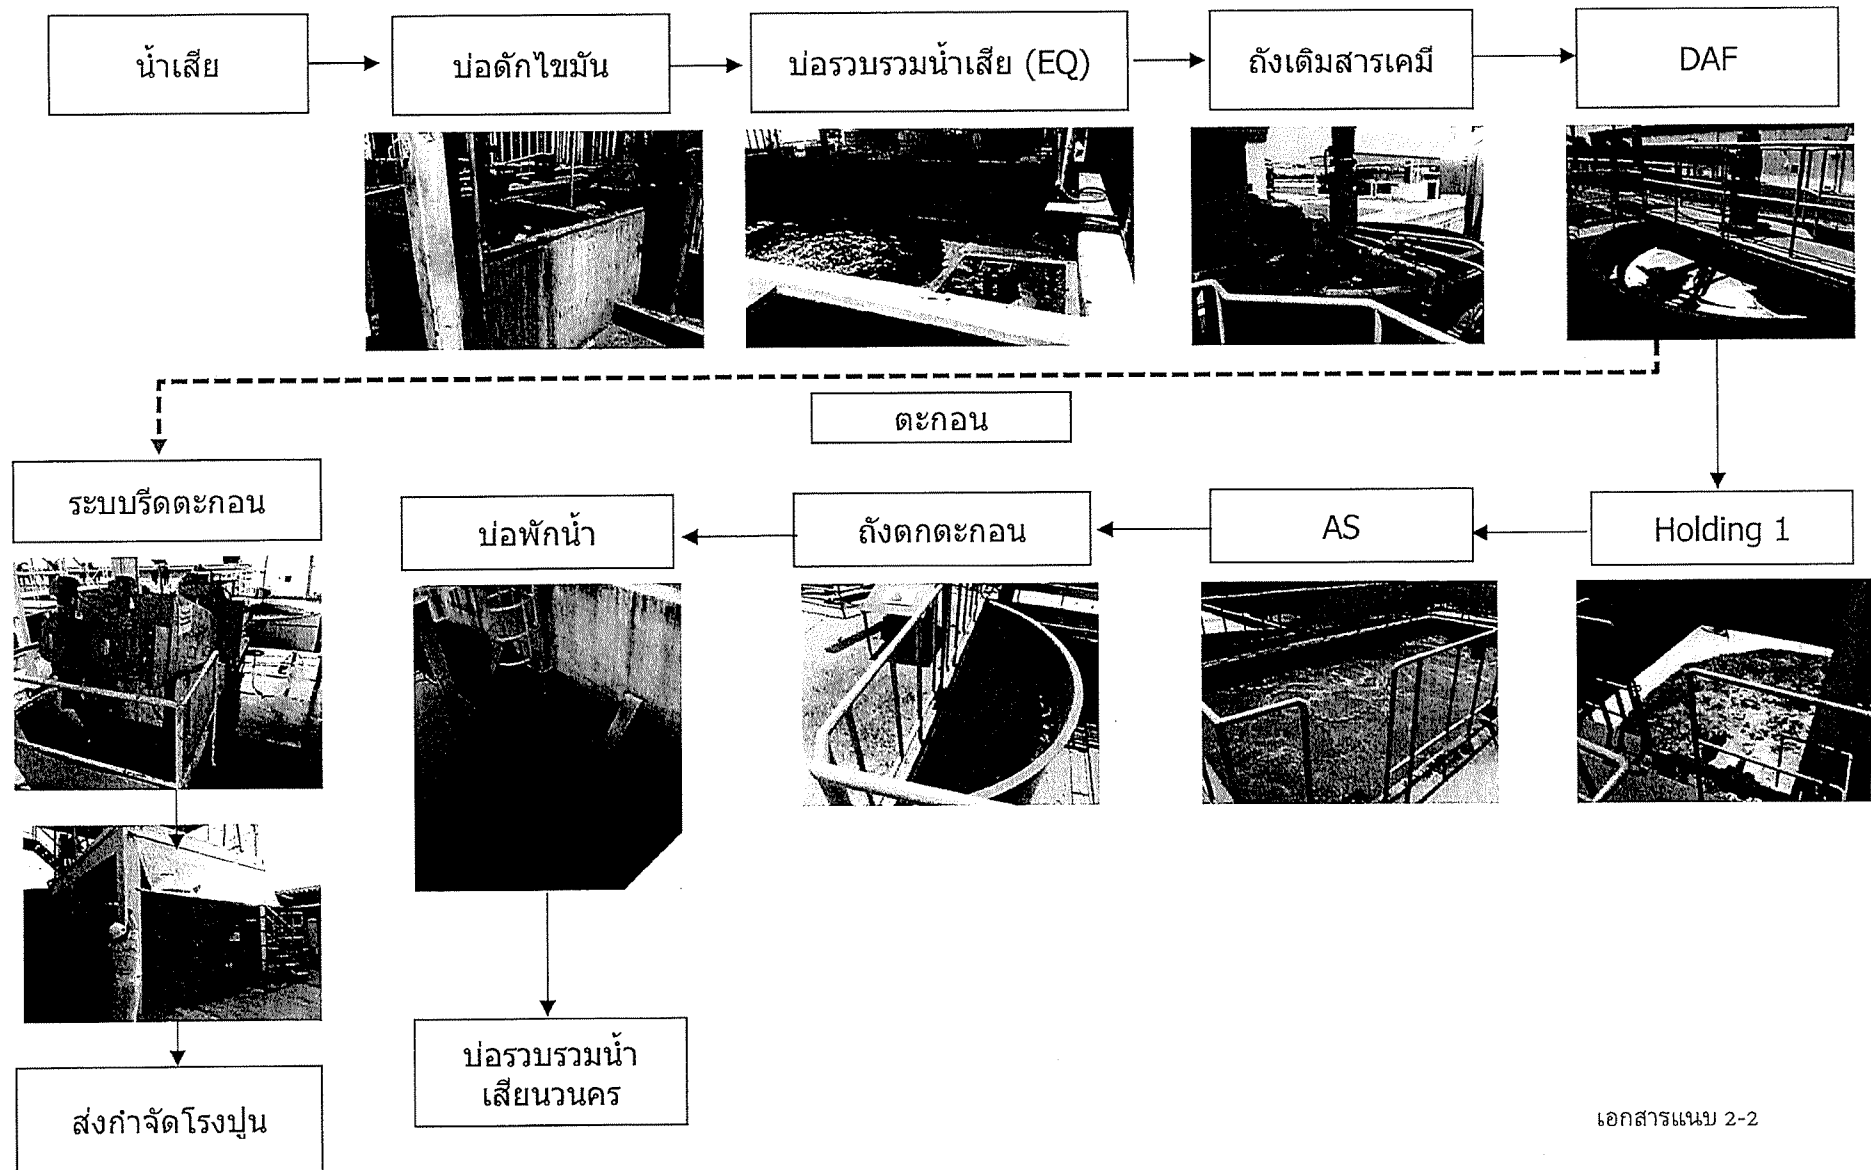 น้ำเสีย
บ่อดักไขมัน
บ่อรวบรวมน้ำเสีย (EQ)
ถังเติมสารเคมี
DAF
ตะกอน
ระบบรีดตะกอน
บ่อพักน้ำ
ถังตกตะกอน
AS
Holding 1
บ่อรวบรวมน้ำ
เสียนวนคร
ส่งกำจัดโรงปูน
เอกสารแนบ 2-2